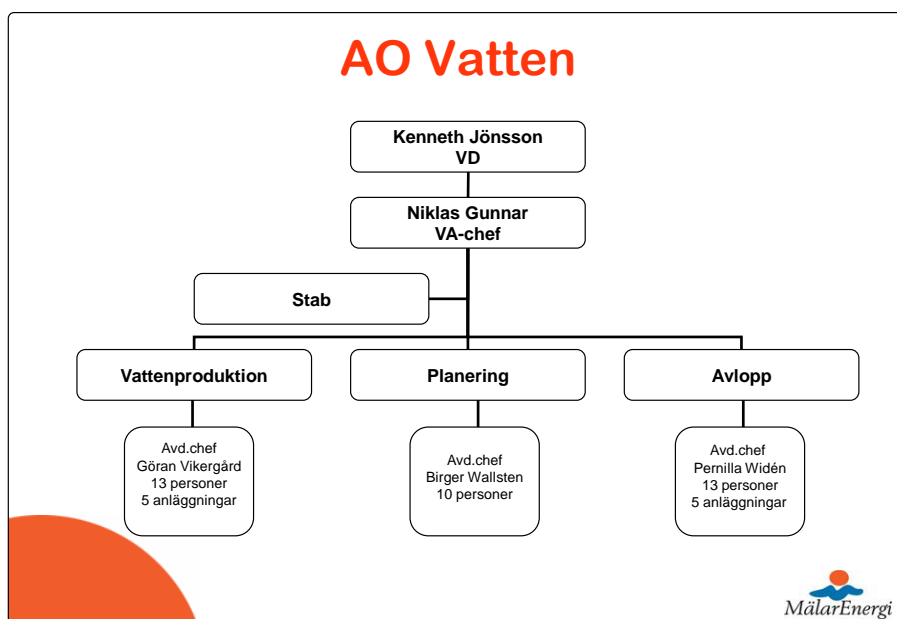 AO Vatten
Kenneth Jönsson
VD
Niklas Gunnar
VA-chef
Stab
Vattenproduktion
Planering
Avlopp
Avd.chef
Göran Vikergård
13 personer
5 anläggningar
Avd.chef
Birger Wallsten
10 personer
Avd.chef
Pernilla Widén
13 personer
5 anläggningar
MälarEnergi